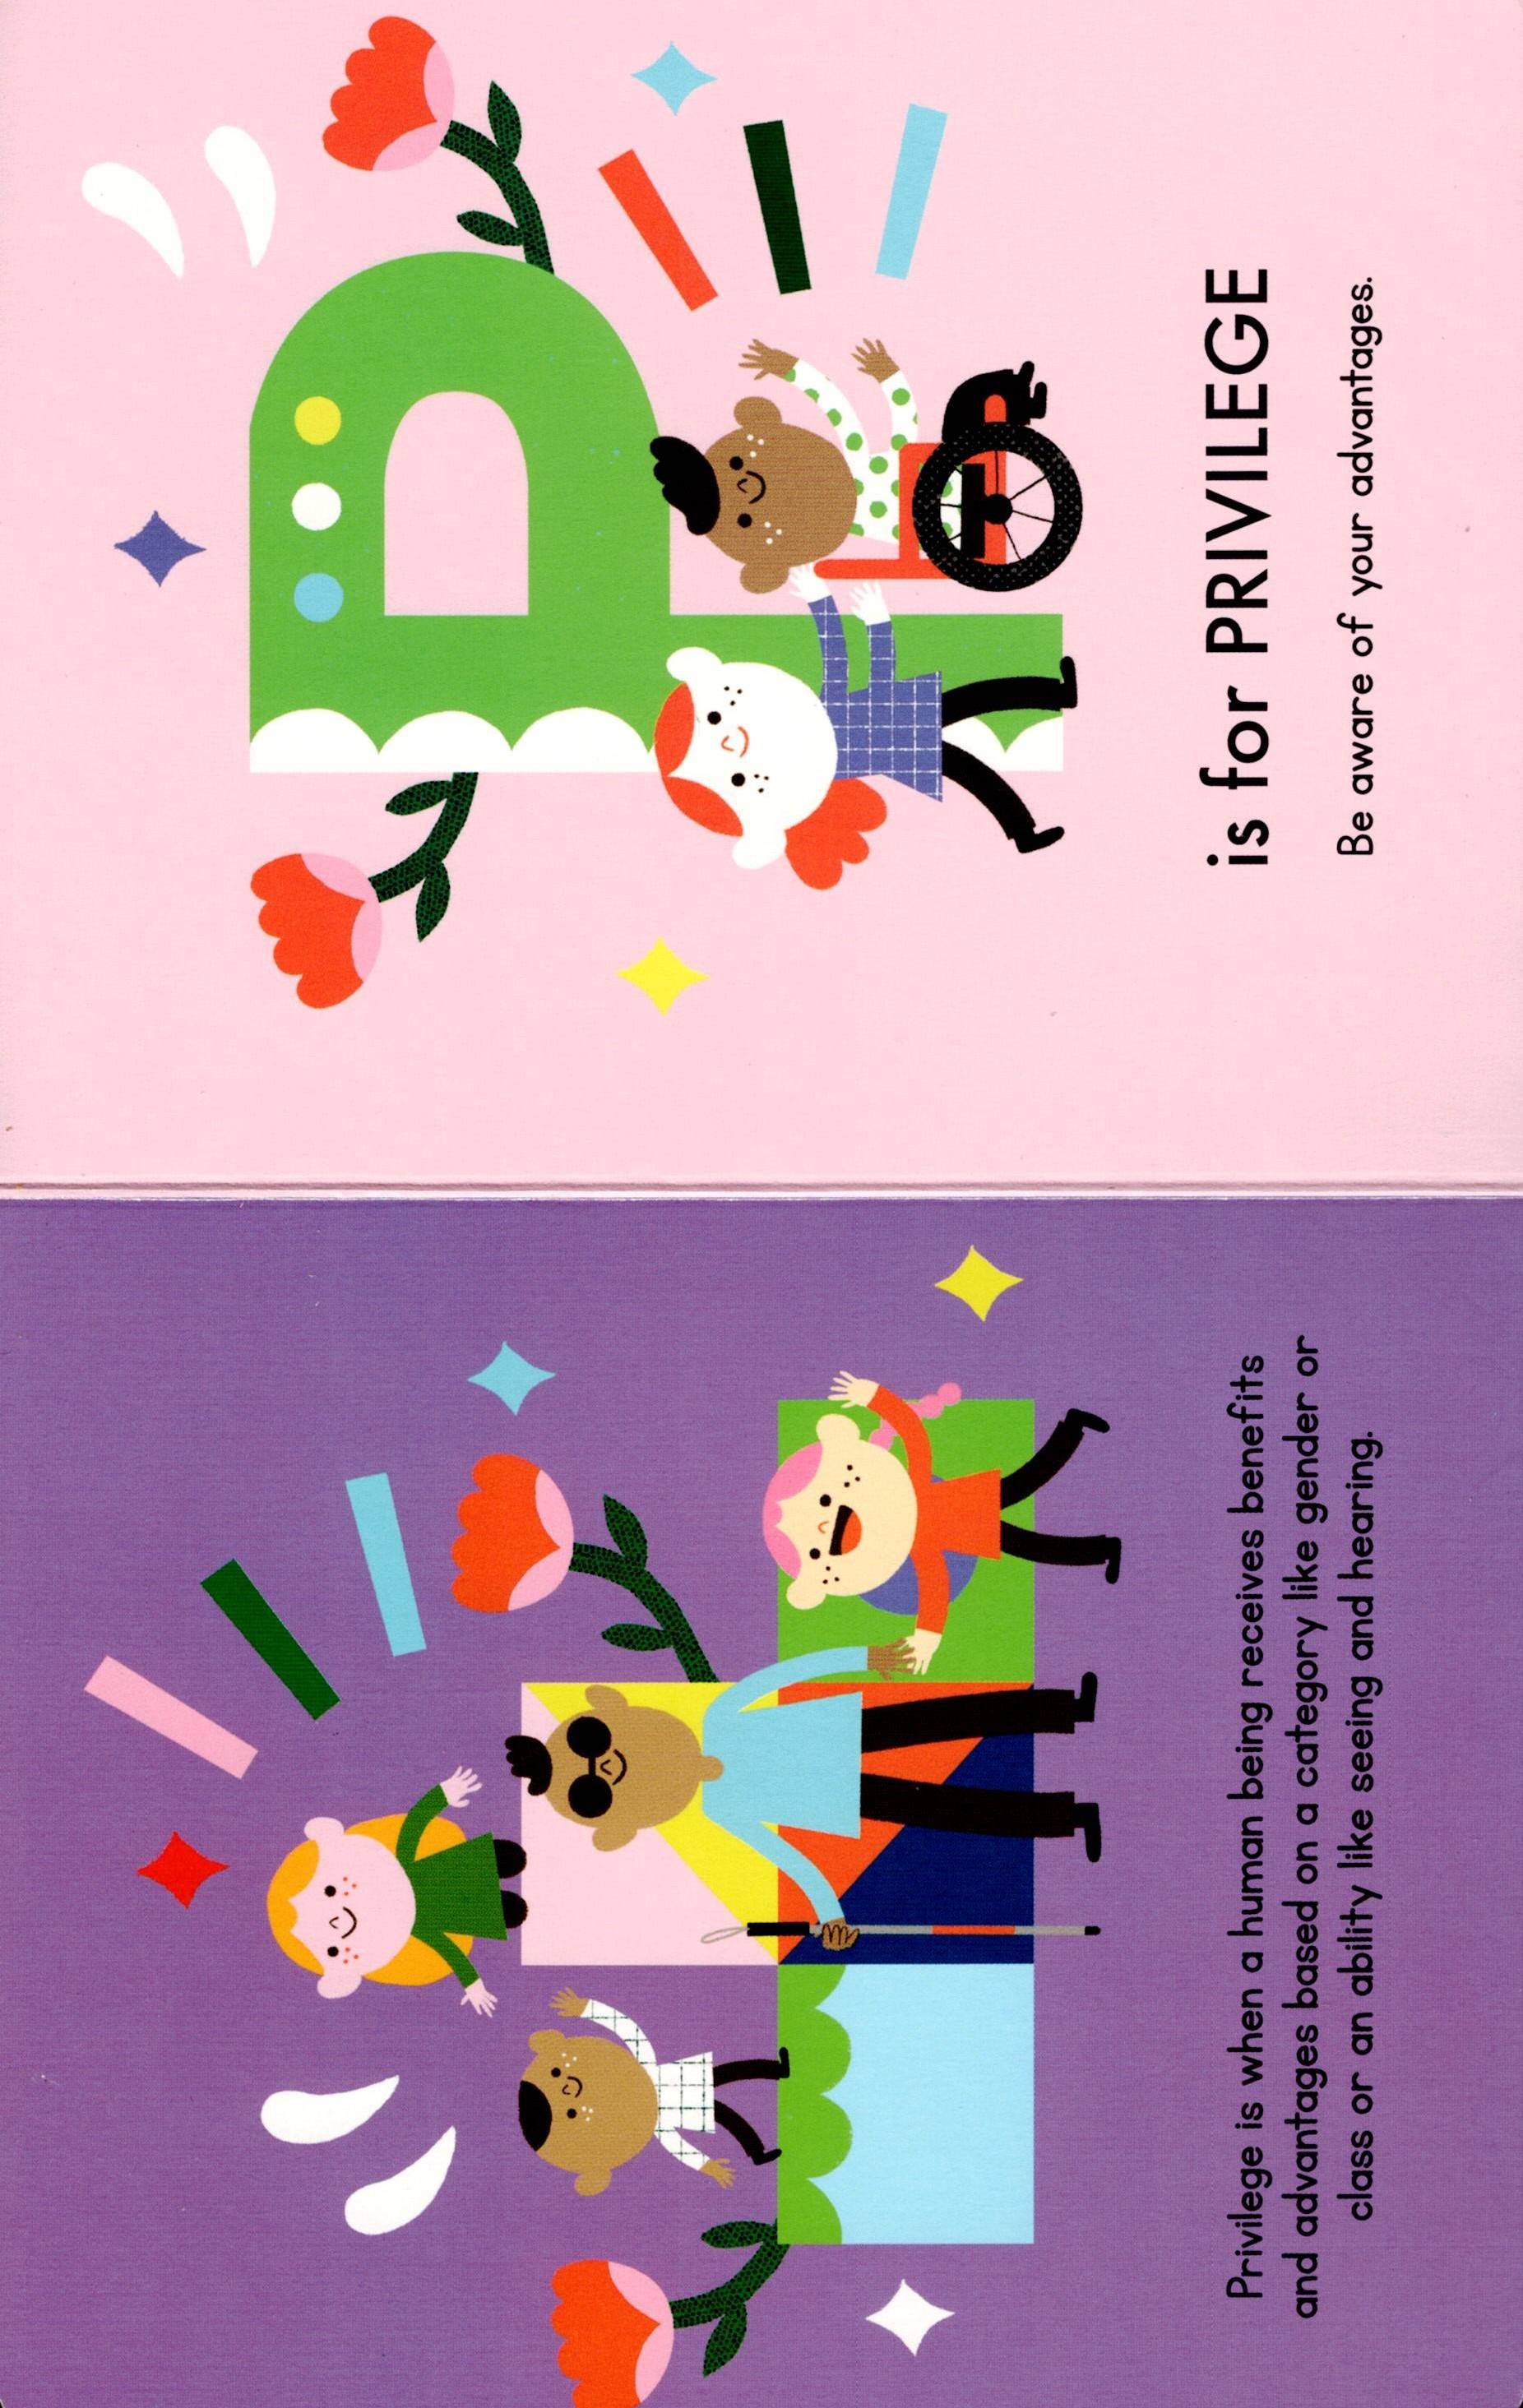 Privilege is when a human being receives benefits
and advantages based on a category like gender or
class or an ability like seeing and hearing.
P
is for PRIVILEGE
Be aware of your advantages.